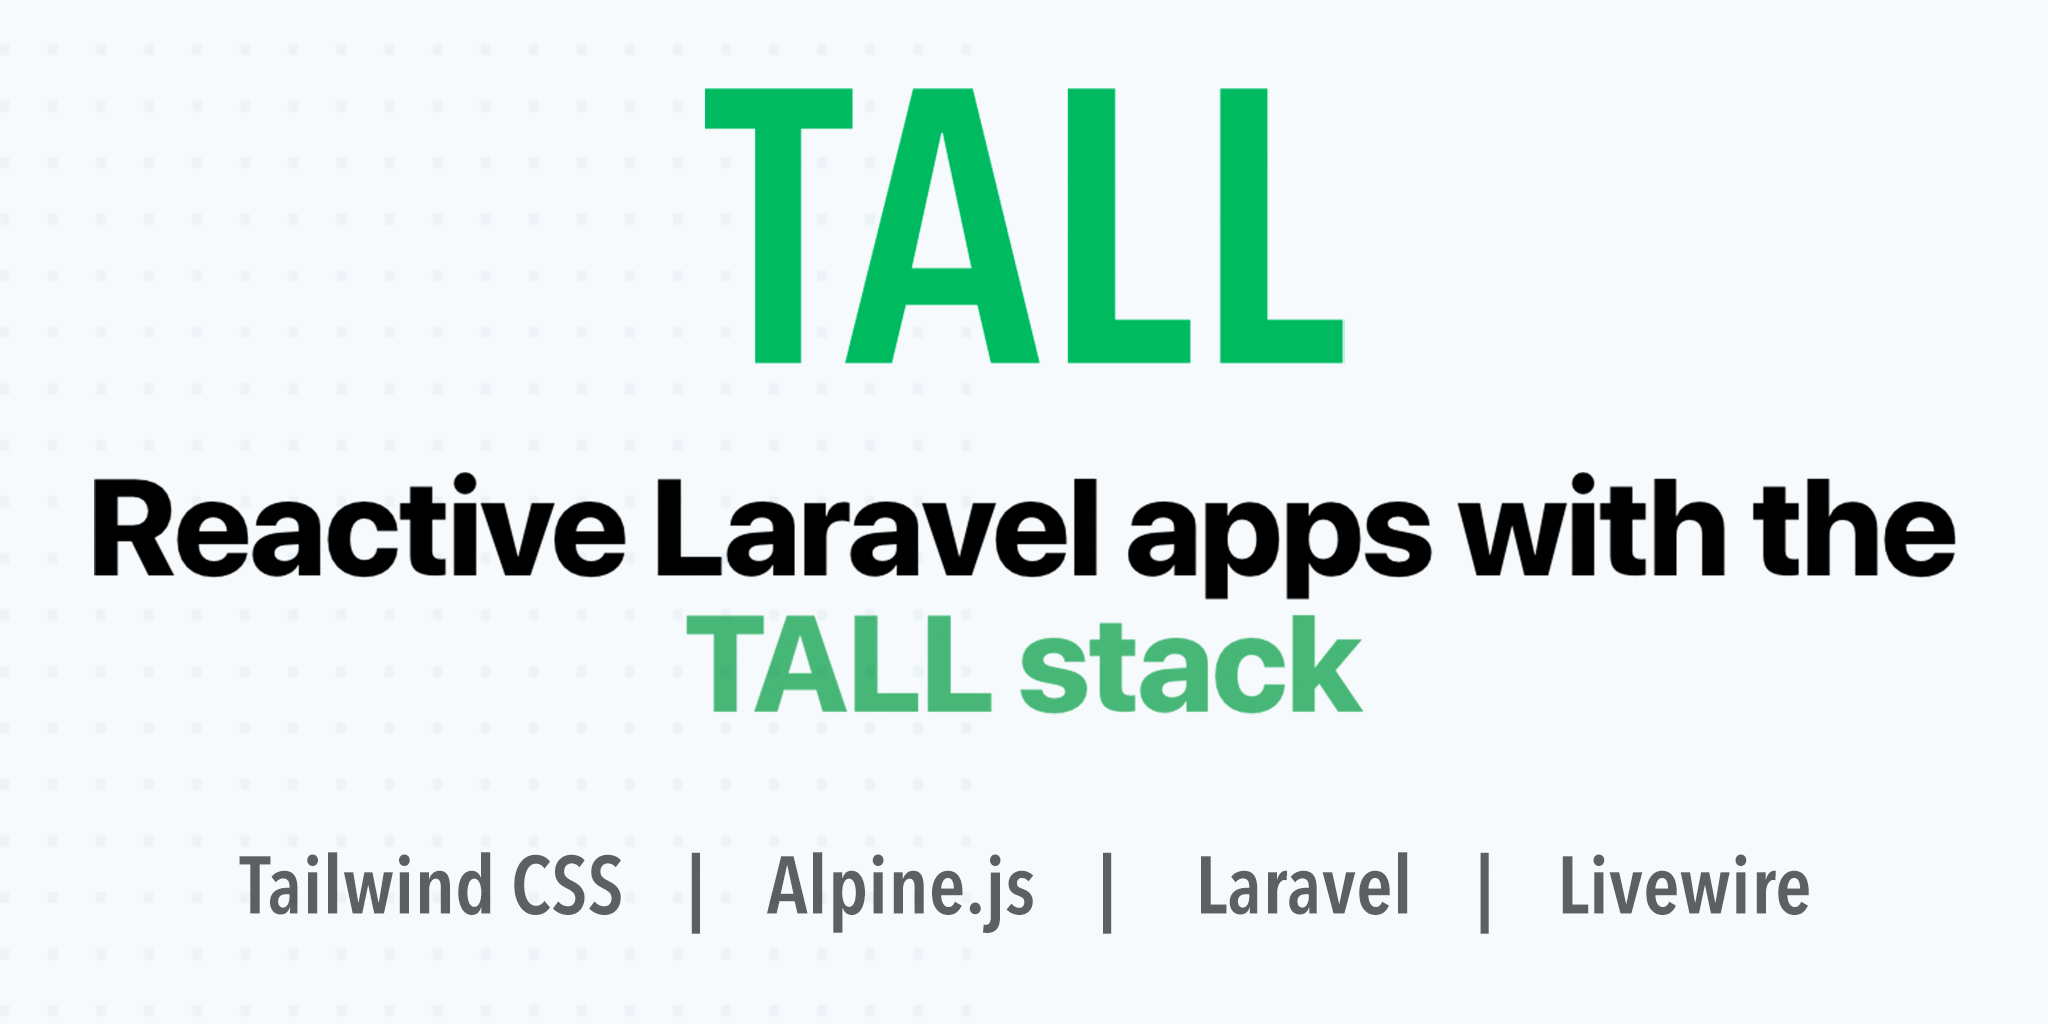 TALL
Reactive Laravel apps with the
TALL stack
Tailwind CSS | Alpine.js | Laravel | Livewire